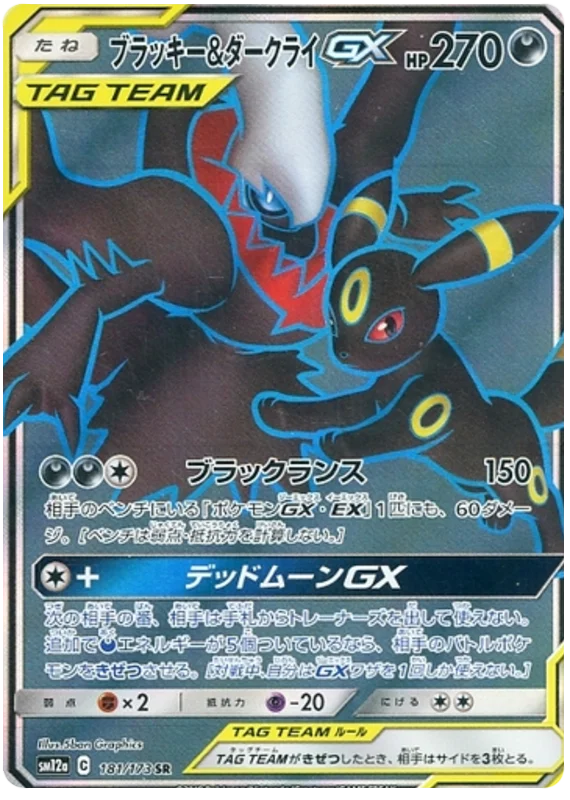 たね ブラッキー&ダークライGX HP270
TAG TEAM
ブラックランス 150
相手のベンチにいる「ポケモンGX・EX」1匹にも、60ダメ
ージ。[ベンチは弱点・抵抗力を計算しない。]
+ デッドムーンGX
次の相手の番、相手は手札からトレーナーズを出して使えない。
追加でエネルギーが5個ついているなら、相手のバトルポケ
モンをきぜつさせる。[対戦中、自分はGXワザを1回しか使えない。]
弱点 ×2 抵抗力 -20 にげる
Illus. 5ban Graphics
TAG TEAM ルール
TAG TEAMがきぜつしたとき、相手はサイドを3枚とる。
SM12a C 181/173 SR